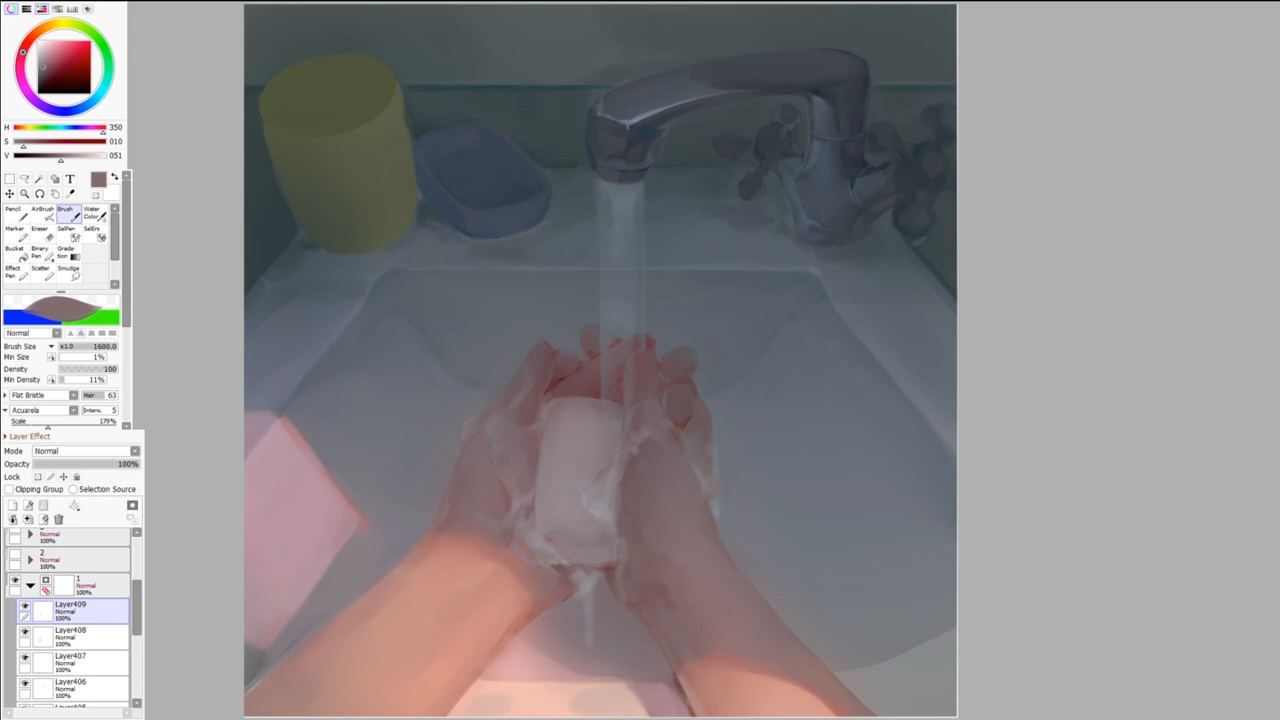 H 350
S 010
V 051
T
Pencil AirBrush Brush Water Color
Marker Eraser SelPen SelErs
Bucket Binary Pen Grada-tion
Effect Pen Scatter Smudge
Normal
Brush Size x1.0 1600.0
Min Size 1%
Density 100
Min Density 11%
Flat Bristle Hair 63
Acuarela Intens. 5
Scale 179%
Layer Effect
Mode Normal
Opacity 100%
Lock
Clipping Group Selection Source
Normal
100%
2
Normal
100%
1
Normal
100%
Layer409
Normal
100%
Layer408
Normal
100%
Layer407
Normal
100%
Layer406
Normal
100%